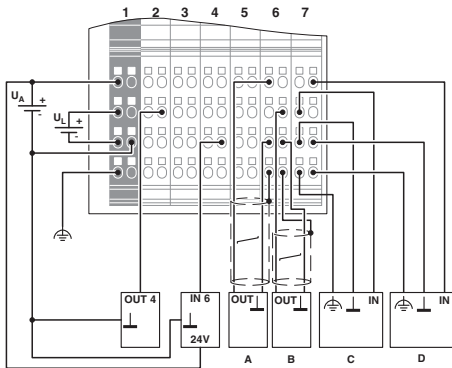 1 2 3 4 5 6 7
UA + -
UL + -
OUT 4
IN 6
24V
OUT
OUT
IN
IN
A B C D